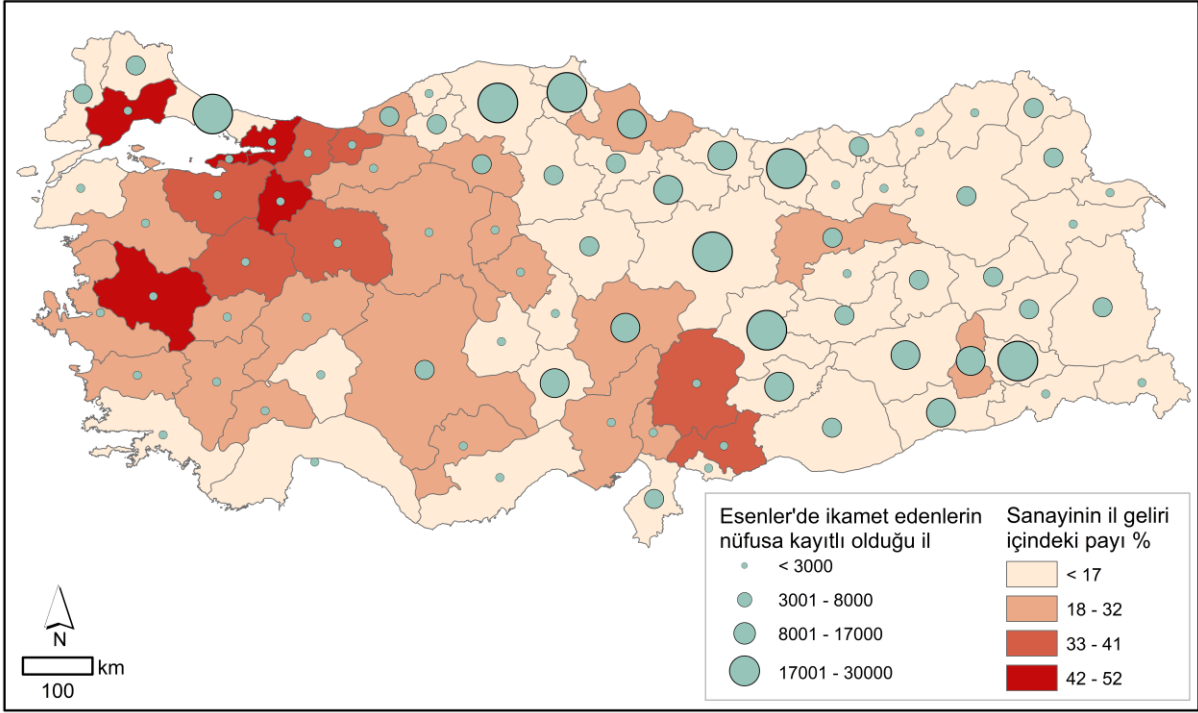 Esenler'de ikamet edenlerin
nüfusa kayıtlı olduğu il
< 3000
3001 - 8000
8001 - 17000
17001 - 30000
Sanayinin il geliri
içindeki payı %
< 17
18 - 32
33 - 41
42 - 52
N
km
100